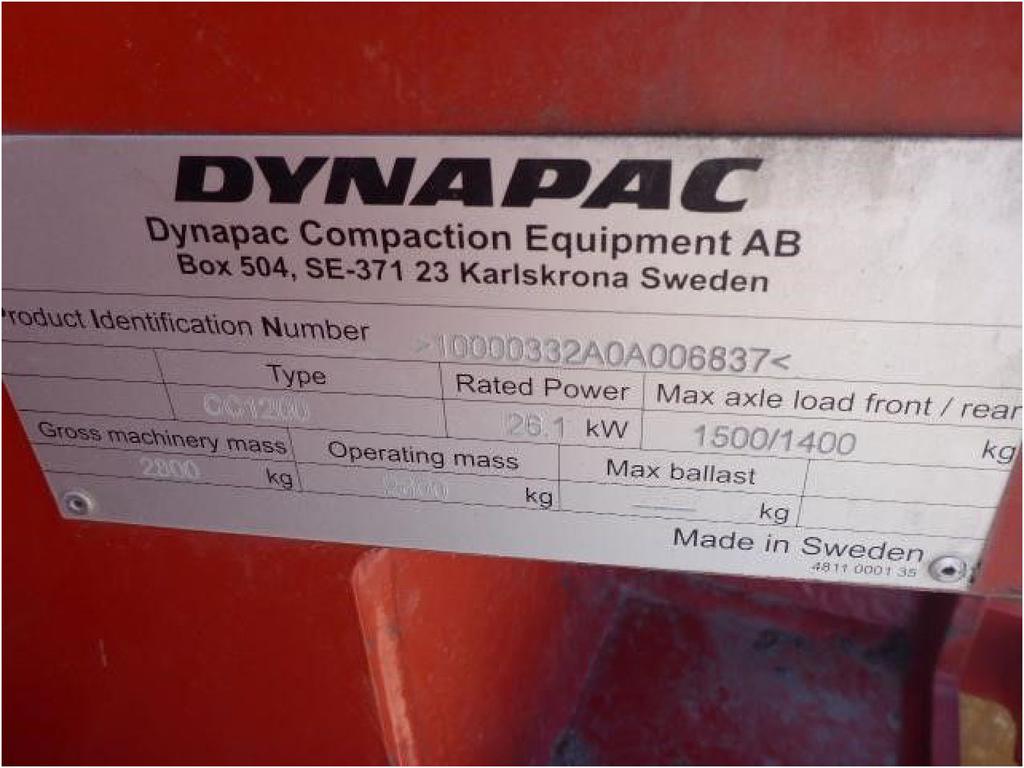 DYNAPAC
Dynapac Compaction Equipment AB
Box 504, SE-371 23 Karlskrona Sweden
Product Identification Number >10000332A0A006837<
Type Rated Power Max axle load front / rear
CC1200 26.1 kW 1500/1400 kg
Gross machinery mass Operating mass Max ballast
2800 kg kg kg
Made in Sweden
4811 0001 35